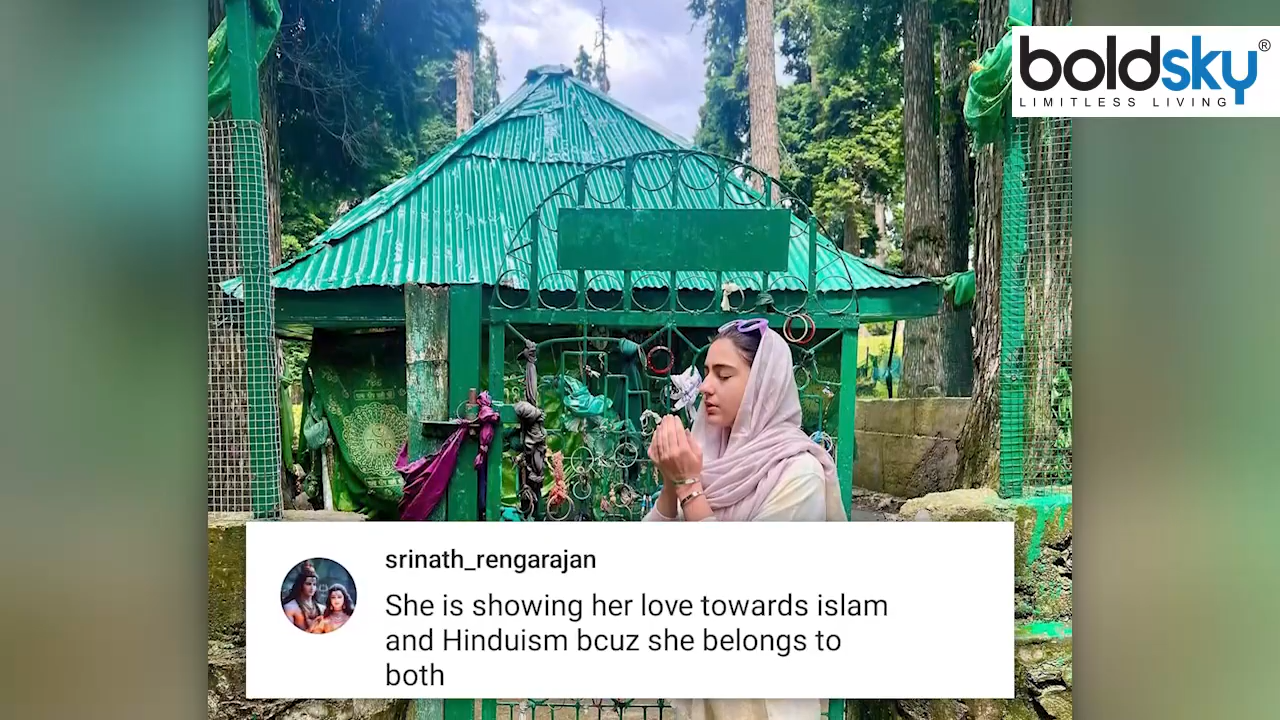 boldsky®
LIMITLESS LIVING
srinath_rengarajan
She is showing her love towards islam
and Hinduism bcuz she belongs to
both